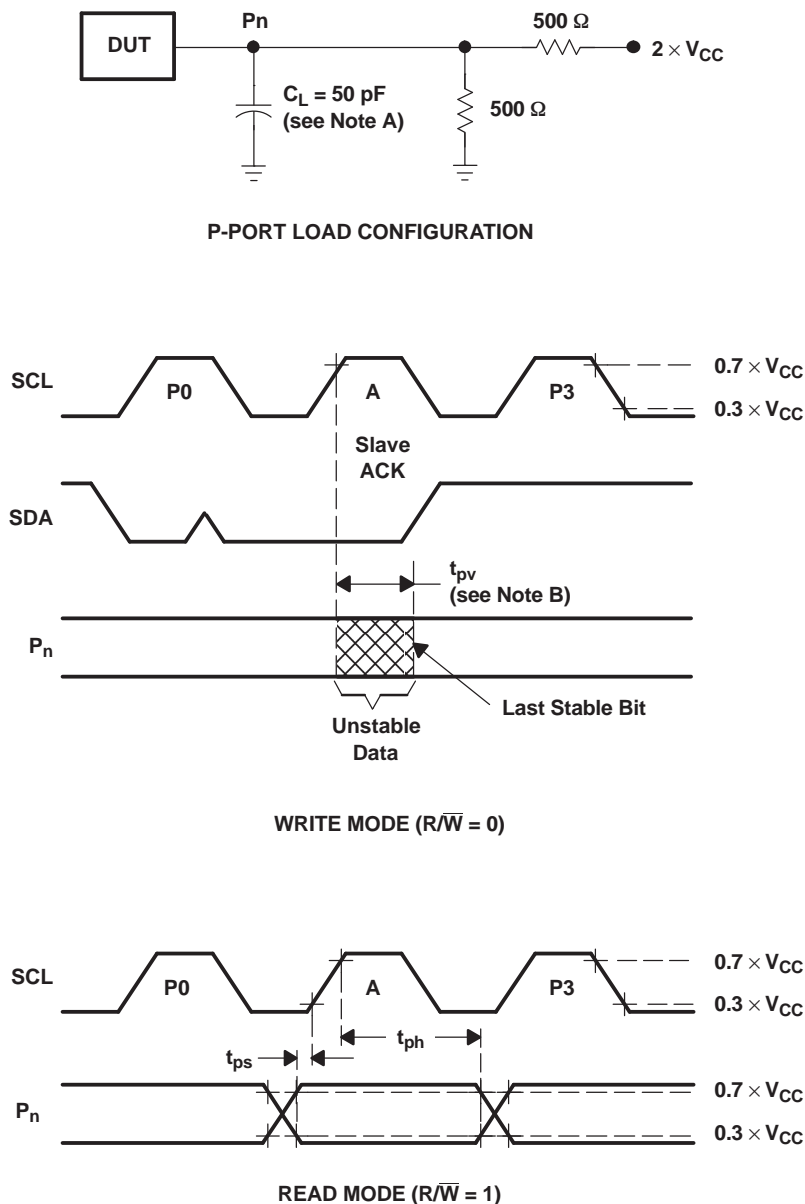 DUT
Pn
500 Ω
2 × VCC
CL = 50 pF
(see Note A)
500 Ω
P-PORT LOAD CONFIGURATION
SCL
P0
A
P3
0.7 × VCC
0.3 × VCC
Slave
ACK
SDA
tpv
(see Note B)
Pn
Unstable
Data
Last Stable Bit
WRITE MODE (R/W̅ = 0)
SCL
P0
A
P3
0.7 × VCC
0.3 × VCC
tps
tph
Pn
0.7 × VCC
0.3 × VCC
READ MODE (R/W̅ = 1)